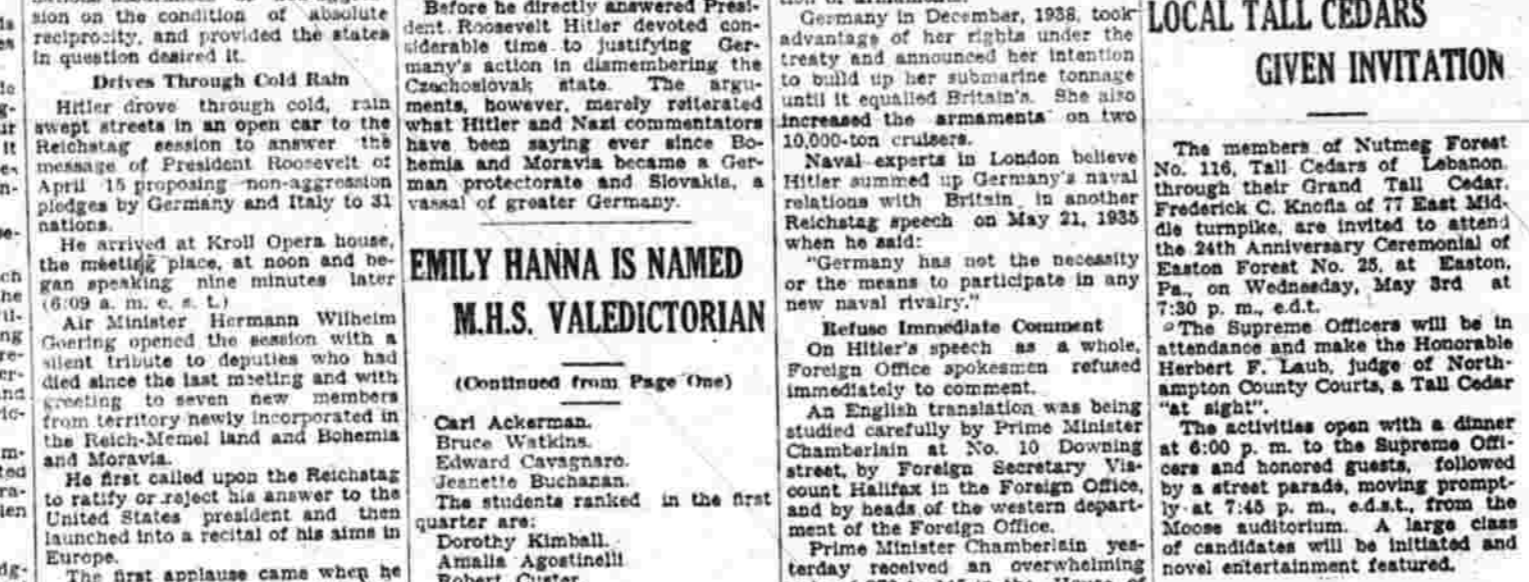 sion on the condition of absolute
reciprocity, and provided the states
in question desired it.
Drives Through Cold Rain
Hitler drove through cold, rain
swept streets in an open car to the
Reichstag session to answer the
message of President Roosevelt of
April 15 proposing non-aggression
pledges by Germany and Italy to 31
nations.
He arrived at Kroll Opera house,
the meeting place, at noon and be-
gan speaking nine minutes later
(6:09 a. m. e. s. t.)
Air Minister Hermann Wilhelm
Goering opened the session with a
silent tribute to deputies who had
died since the last meeting and with
greeting to seven new members
from territory newly incorporated in
the Reich-Memel land and Bohemia
and Moravia.
He first called upon the Reichstag
to ratify or reject his answer to the
United States president and then
launched into a recital of his aims in
Europe.
The first applause came when he
Before he directly answered Presi-
dent Roosevelt Hitler devoted con-
siderable time to justifying Ger-
many's action in dismembering the
Czechoslovak state. The argu-
ments, however, merely reiterated
what Hitler and Nazi commentators
have been saying ever since Bo-
hemia and Moravia became a Ger-
man protectorate and Slovakia, a
vassal of greater Germany.
EMILY HANNA IS NAMED
M.H.S. VALEDICTORIAN
(Continued from Page One)
Carl Ackerman.
Bruce Watkins.
Edward Cavagnaro.
Jeanette Buchanan.
The students ranked in the first
quarter are:
Dorothy Kimball.
Amalia Agostinelli
Robert Custer
Germany in December, 1938, took
advantage of her rights under the
treaty and announced her intention
to build up her submarine tonnage
until it equalled Britain's. She also
increased the armaments on two
10,000-ton cruisers.
Naval experts in London believe
Hitler summed up Germany's naval
relations with Britain in another
Reichstag speech on May 21, 1935
when he said:
"Germany has not the necessity
or the means to participate in any
new naval rivalry."
Refuse Immediate Comment
On Hitler's speech as a whole,
Foreign Office spokesmen refused
immediately to comment.
An English translation was being
studied carefully by Prime Minister
Chamberlain at No. 10 Downing
street, by Foreign Secretary Vis-
count Halifax in the Foreign Office,
and by heads of the western depart-
ment of the Foreign Office.
Prime Minister Chamberlain yes-
terday received an overwhelming
LOCAL TALL CEDARS
GIVEN INVITATION
The members of Nutmeg Forest
No. 116, Tall Cedars of Lebanon,
through their Grand Tall Cedar,
Frederick C. Knofla of 77 East Mid-
dle turnpike, are invited to attend
the 24th Anniversary Ceremonial of
Easton Forest No. 25, at Easton,
Pa., on Wednesday, May 3rd at
7:30 p. m., e.d.t.
The Supreme Officers will be in
attendance and make the Honorable
Herbert F. Laub, judge of North-
ampton County Courts, a Tall Cedar
"at sight".
The activities open with a dinner
at 6:00 p. m. to the Supreme Offi-
cers and honored guests, followed
by a street parade, moving prompt-
ly at 7:45 p. m., e.d.s.t., from the
Moose auditorium. A large class
of candidates will be initiated and
novel entertainment featured.